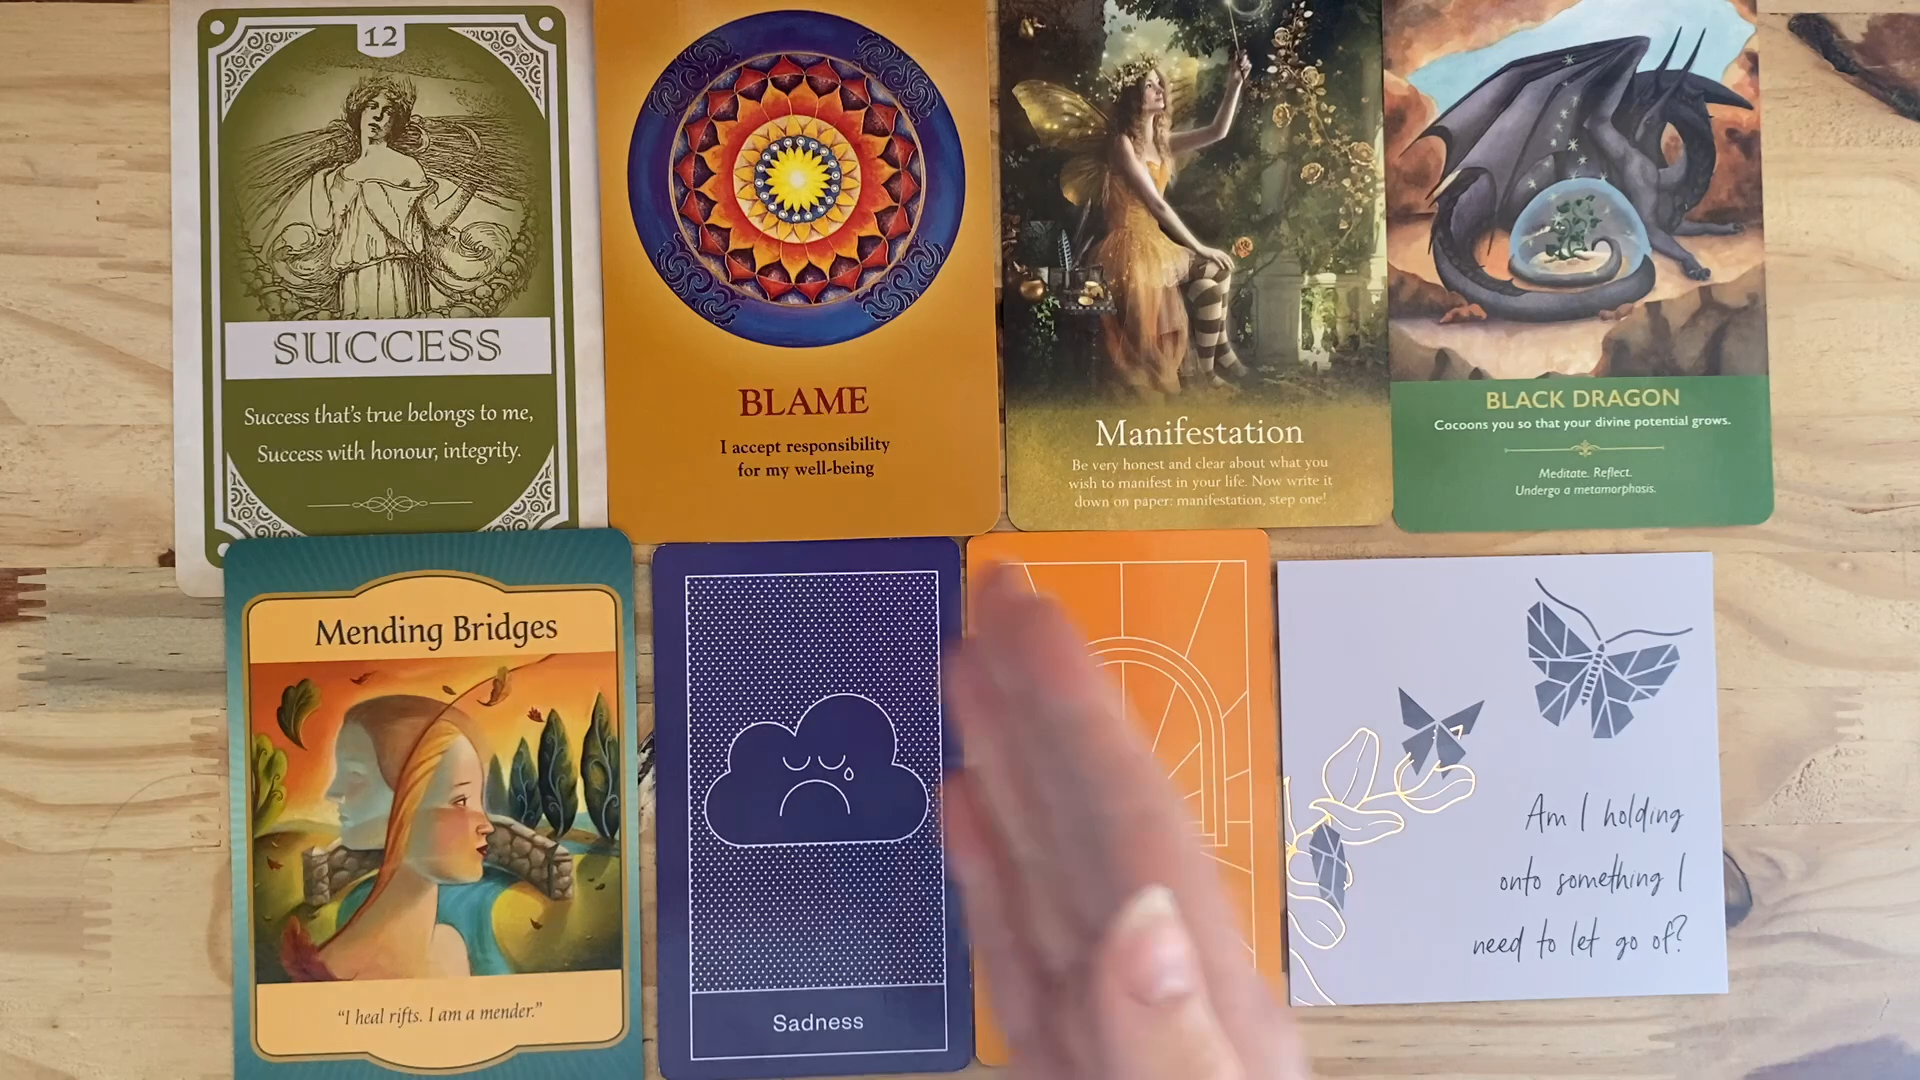 12
SUCCESS
Success that's true belongs to me,
Success with honour, integrity.
BLAME
I accept responsibility
for my well-being
Manifestation
Be very honest and clear about what you
wish to manifest in your life. Now write it
down on paper: manifestation, step one!
BLACK DRAGON
Cocoons you so that your divine potential grows.
Meditate. Reflect.
Undergo a metamorphosis.
Mending Bridges
"I heal rifts. I am a mender."
Sadness
Am I holding
onto something I
need to let go of?